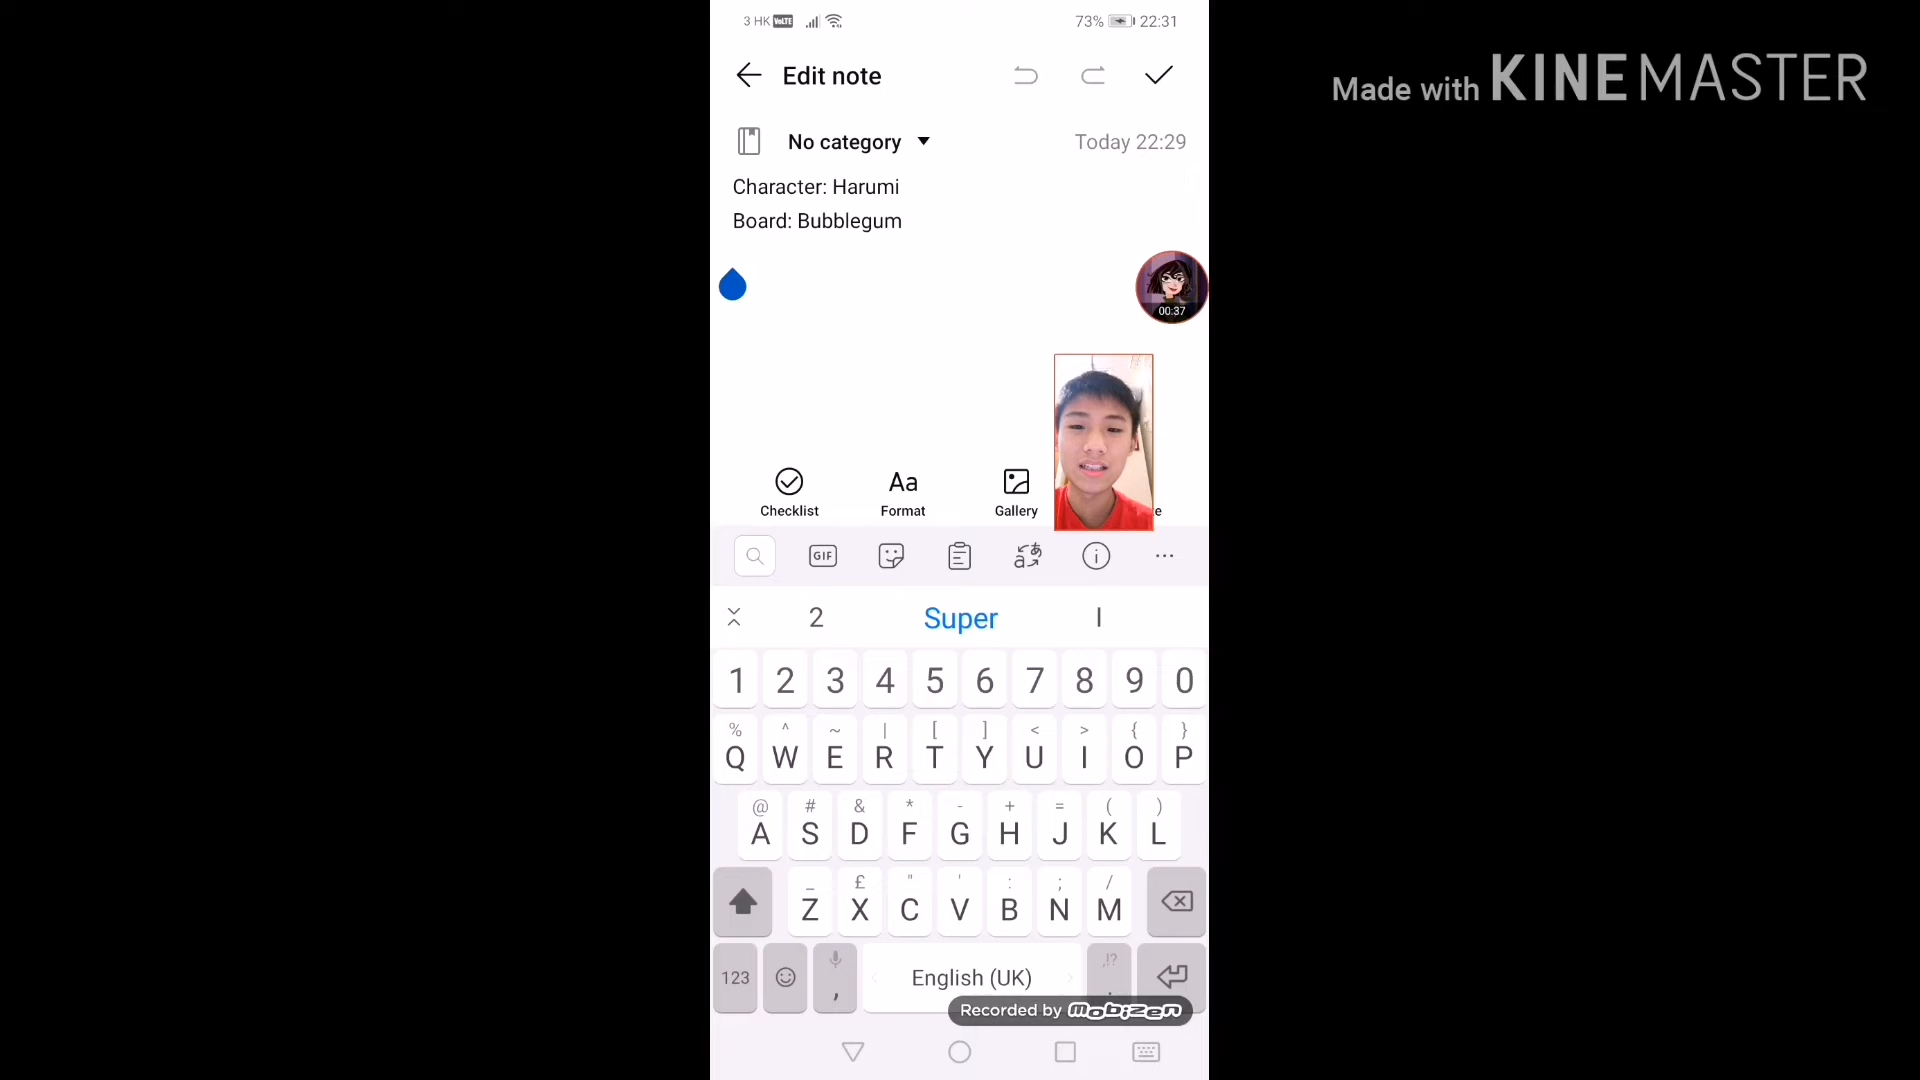 3 HK VoLTE 73% 22:31
Made with KINEMASTER
Edit note
No category Today 22:29
Character: Harumi
Board: Bubblegum
00:37
Checklist Format Gallery e
GIF
2 Super I
1 2 3 4 5 6 7 8 9 0
% ^ ~ | [ ] < > { }
Q W E R T Y U I O P
@ # & * - + = ( )
A S D F G H J K L
_ £ " ' : ; /
Z X C V B N M
,!?
123 , English (UK) .
Recorded by mobizen